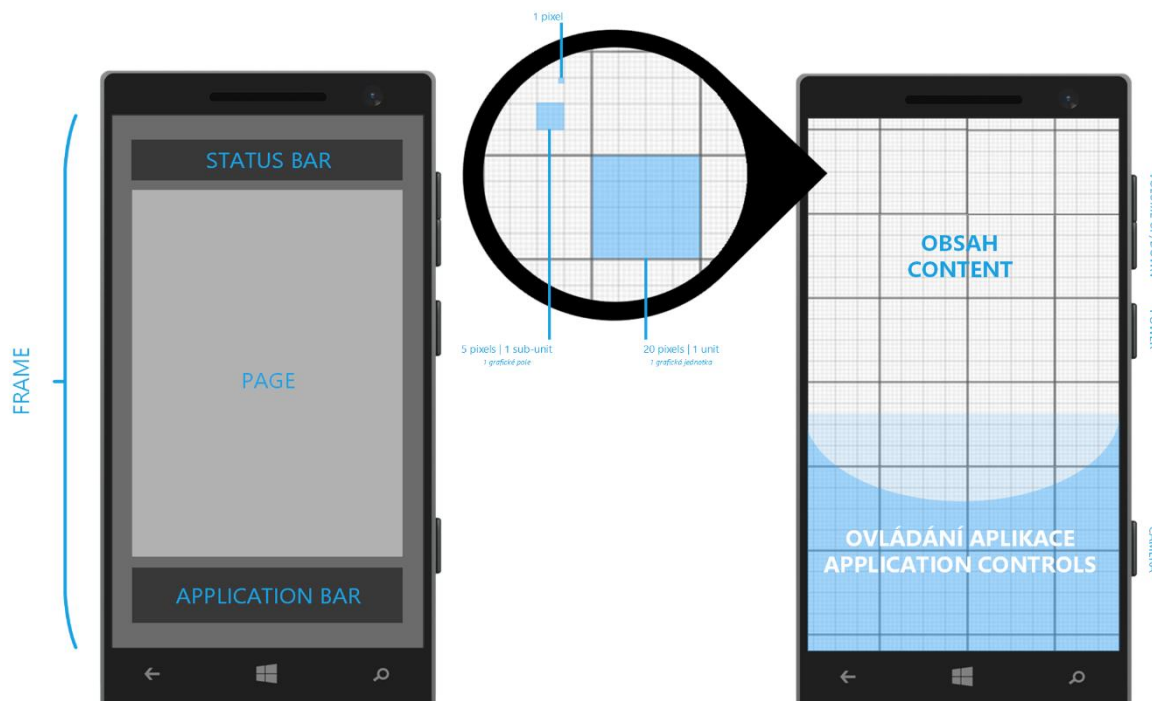 1 pixel
STATUS BAR
PAGE
APPLICATION BAR
FRAME
5 pixels | 1 sub-unit
1 grafické pole
20 pixels | 1 unit
1 grafická jednotka
OBSAH
CONTENT
OVLÁDÁNÍ APLIKACE
APPLICATION CONTROLS